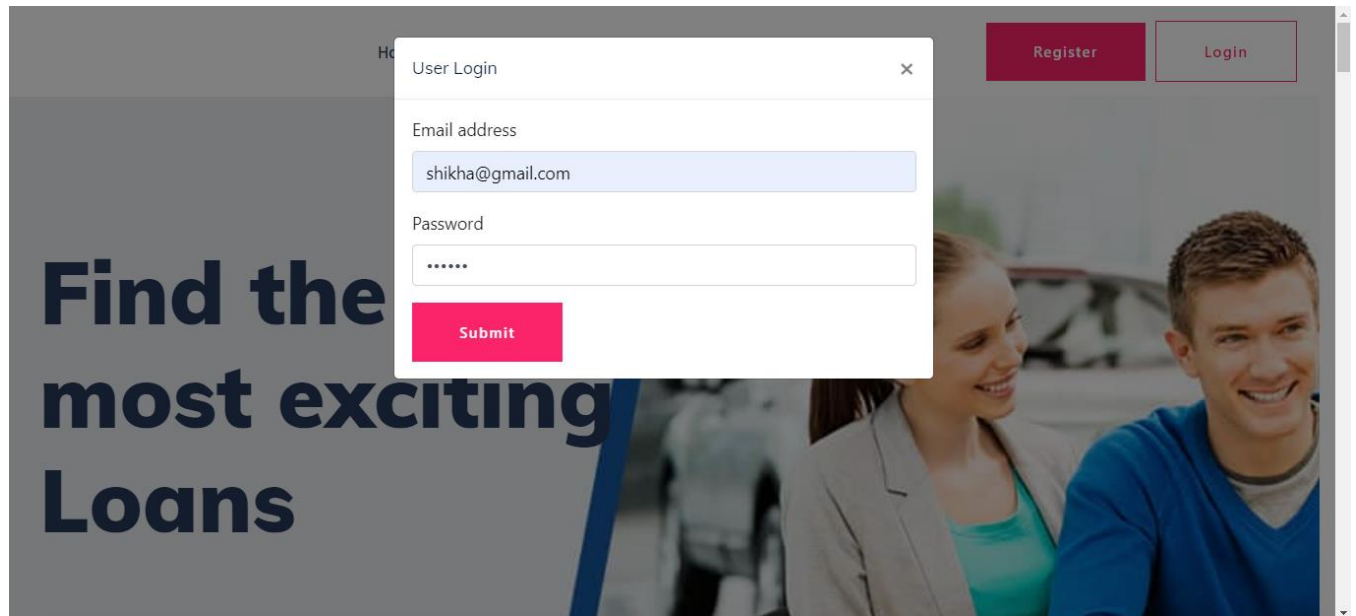 Register
Login
User Login
×
Email address
shikha@gmail.com
Password
••••••
Submit
Find the
most exciting
Loans